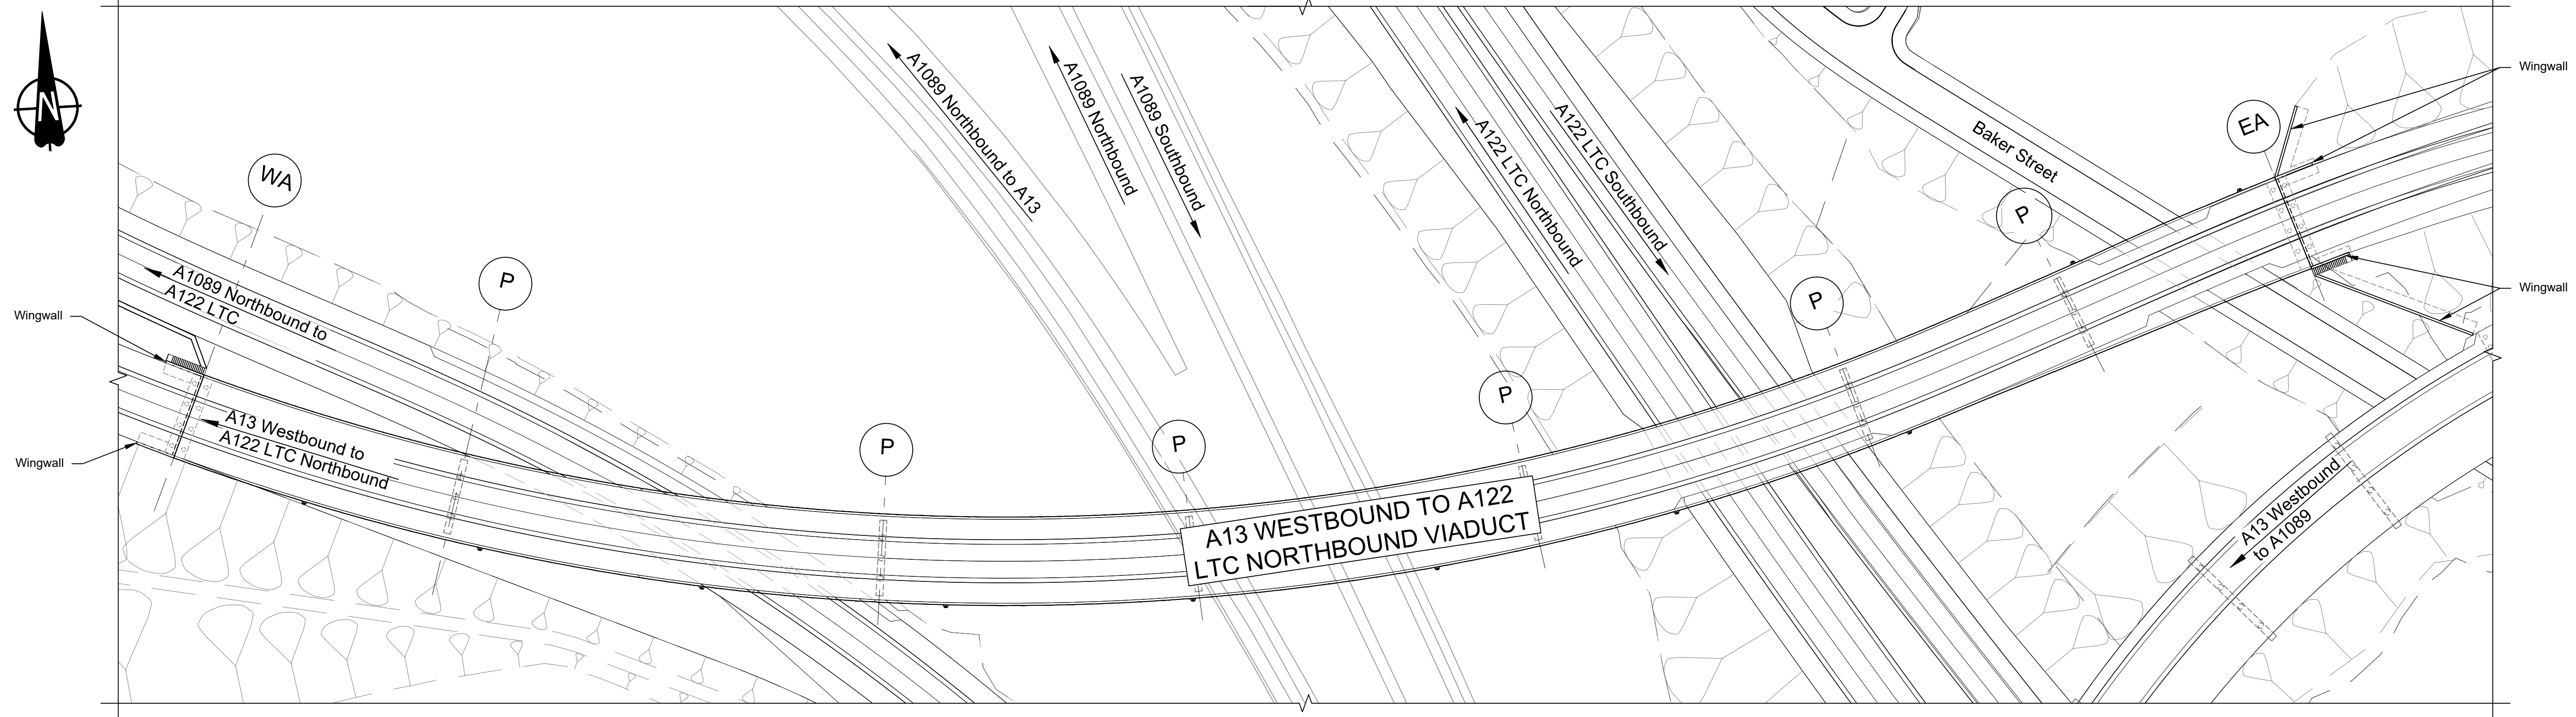 N
WA
P
P
P
P
P
P
EA
Wingwall
Wingwall
Wingwall
Wingwall
A1089 Northbound to
A122 LTC
A13 Westbound to
A122 LTC Northbound
A1089 Northbound to A13
A1089 Northbound
A1089 Southbound
A122 LTC Northbound
A122 LTC Southbound
Baker Street
A13 WESTBOUND TO A122
LTC NORTHBOUND VIADUCT
A13 Westbound
to A1089